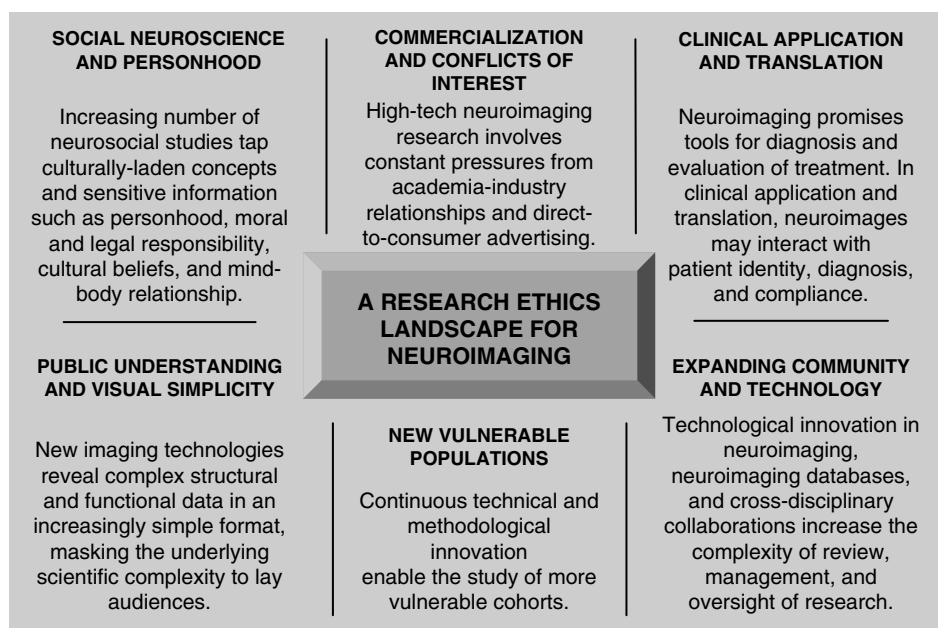 SOCIAL NEUROSCIENCE
AND PERSONHOOD
Increasing number of
neurosocial studies tap
culturally-laden concepts
and sensitive information
such as personhood, moral
and legal responsibility,
cultural beliefs, and mind-
body relationship.
COMMERCIALIZATION
AND CONFLICTS OF
INTEREST
High-tech neuroimaging
research involves
constant pressures from
academia-industry
relationships and direct-
to-consumer advertising.
CLINICAL APPLICATION
AND TRANSLATION
Neuroimaging promises
tools for diagnosis and
evaluation of treatment. In
clinical application and
translation, neuroimages
may interact with
patient identity, diagnosis,
and compliance.
A RESEARCH ETHICS
LANDSCAPE FOR
NEUROIMAGING
PUBLIC UNDERSTANDING
AND VISUAL SIMPLICITY
New imaging technologies
reveal complex structural
and functional data in an
increasingly simple format,
masking the underlying
scientific complexity to lay
audiences.
NEW VULNERABLE
POPULATIONS
Continuous technical and
methodological
innovation
enable the study of more
vulnerable cohorts.
EXPANDING COMMUNITY
AND TECHNOLOGY
Technological innovation in
neuroimaging,
neuroimaging databases,
and cross-disciplinary
collaborations increase the
complexity of review,
management, and
oversight of research.